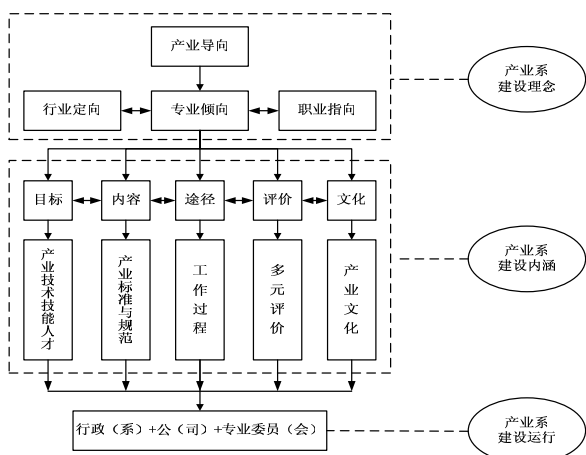 产业导向
行业定向
专业倾向
职业指向
产业系
建设理念
目标
内容
途径
评价
文化
产业技术技能人才
产业标准与规范
工作过程
多元评价
产业文化
产业系
建设内涵
行政（系）+公（司）+专业委员（会）
产业系
建设运行